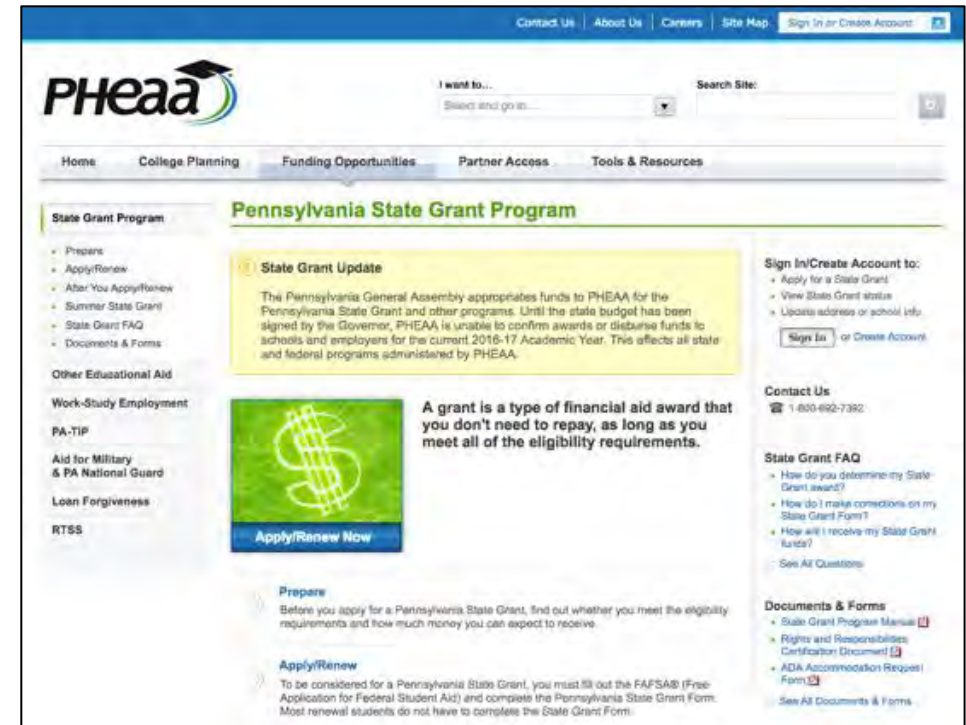 Contact Us | About Us | Careers | Site Map Sign In or Create Account
PHEAA
I want to...
Select and go to...
Search Site:
Home College Planning Funding Opportunities Partner Access Tools & Resources
State Grant Program
Prepare
Apply/Renew
After You Apply/Renew
Summer State Grant
State Grant FAQ
Documents & Forms
Other Educational Aid
Work-Study Employment
PA-TIP
Aid for Military
& PA National Guard
Loan Forgiveness
RTSS
Pennsylvania State Grant Program
State Grant Update
The Pennsylvania General Assembly appropriates funds to PHEAA for the
Pennsylvania State Grant and other programs. Until the state budget has been
signed by the Governor, PHEAA is unable to confirm awards or disburse funds to
schools and employers for the current 2016-17 Academic Year. This affects all state
and federal programs administered by PHEAA.
$
Apply/Renew Now
A grant is a type of financial aid award that
you don't need to repay, as long as you
meet all of the eligibility requirements.
Prepare
Before you apply for a Pennsylvania State Grant, find out whether you meet the eligibility
requirements and how much money you can expect to receive.
Apply/Renew
To be considered for a Pennsylvania State Grant, you must fill out the FAFSA® (Free
Application for Federal Student Aid) and complete the Pennsylvania State Grant Form.
Most renewal students do not have to complete the State Grant Form.
Sign In/Create Account to:
Apply for a State Grant
View State Grant status
Update address or school info
Sign In or Create Account
Contact Us
1-800-692-7392
State Grant FAQ
How do you determine my State
Grant award?
How do I make corrections on my
State Grant Form?
How will I receive my State Grant
funds?
See All Questions
Documents & Forms
State Grant Program Manual
Rights and Responsibilities
Certification Document
ADA Accommodation Request
Form
See All Documents & Forms